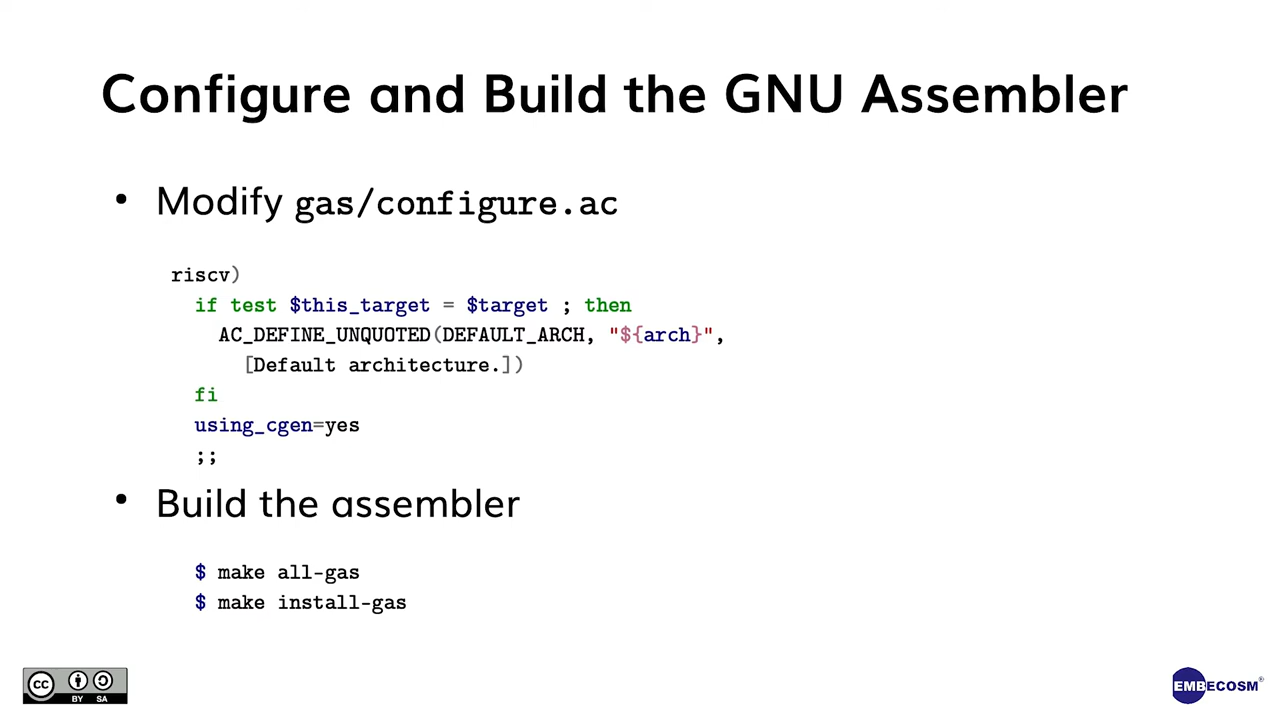 Configure and Build the GNU Assembler
• Modify gas/configure.ac
riscv)
  if test $this_target = $target ; then
    AC_DEFINE_UNQUOTED(DEFAULT_ARCH, "${arch}",
      [Default architecture.])
  fi
  using_cgen=yes
  ;;
• Build the assembler
$ make all-gas
$ make install-gas
cc BY SA
EMBECOSM®